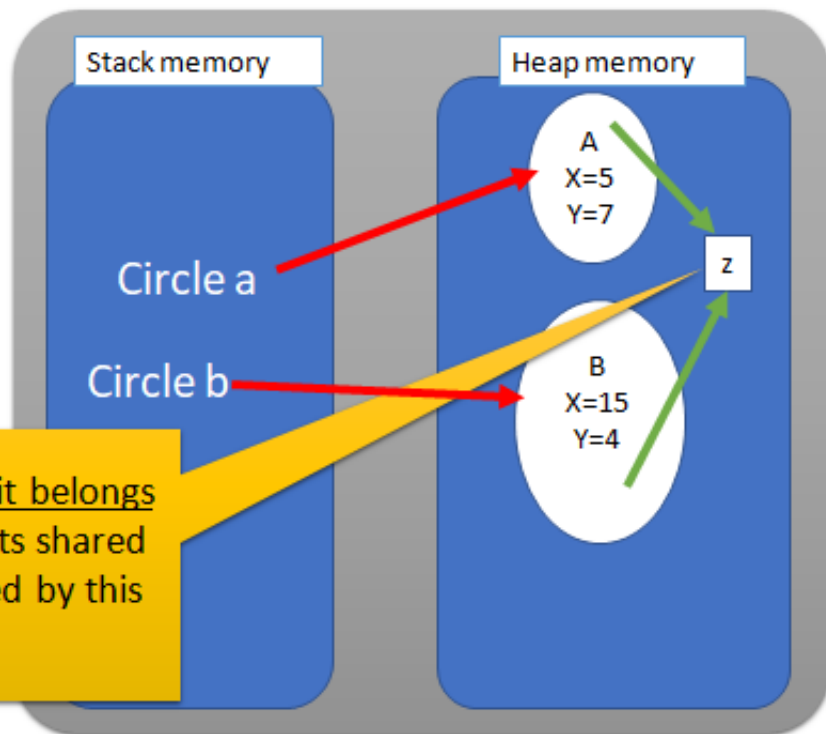 Stack memory
Heap memory
A
X=5
Y=7
z
Circle a
Circle b
B
X=15
Y=4
it belongs
ts shared
ed by this